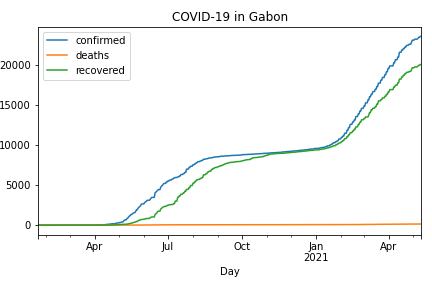 COVID-19 in Gabon
confirmed
deaths
recovered
20000
15000
10000
5000
0
Apr
Jul
Oct
Jan
2021
Apr
Day